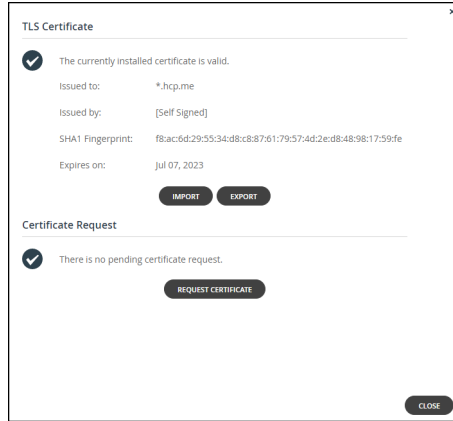 ×
TLS Certificate
The currently installed certificate is valid.
Issued to: *.hcp.me
Issued by: [Self Signed]
SHA1 Fingerprint: f8:ac:6d:29:55:34:d8:c8:87:61:79:57:4d:2e:d8:48:98:17:59:fe
Expires on: Jul 07, 2023
IMPORT EXPORT
Certificate Request
There is no pending certificate request.
REQUEST CERTIFICATE
CLOSE